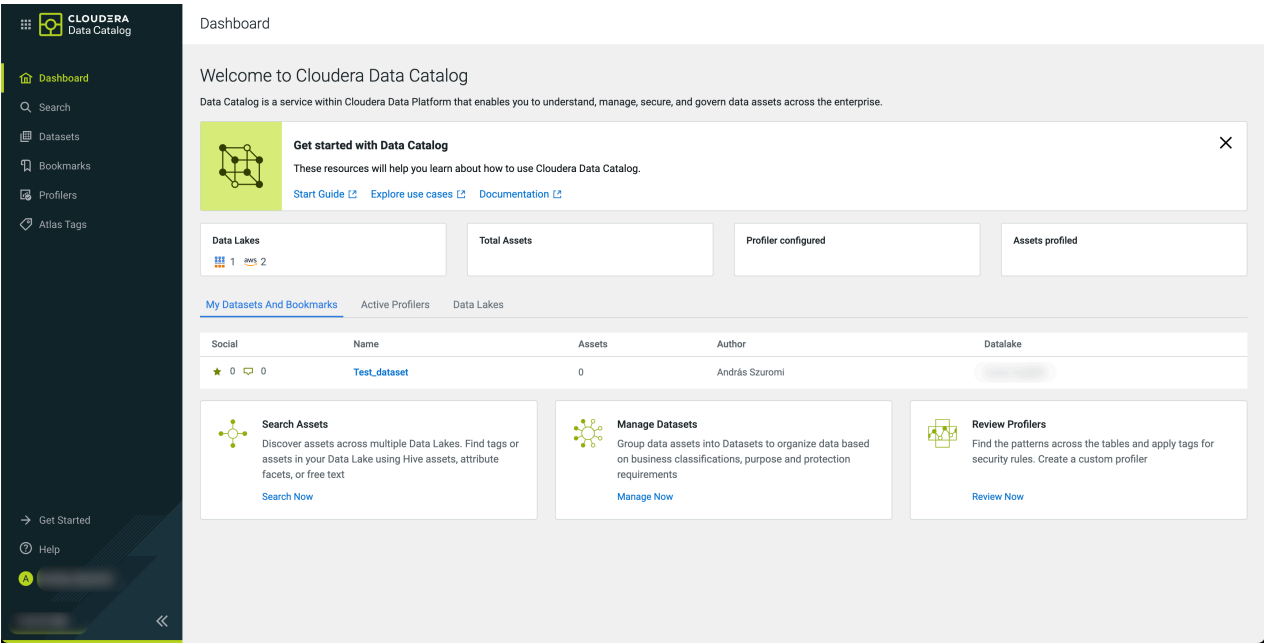 CLOUDERA
Data Catalog
Dashboard
Search
Datasets
Bookmarks
Profilers
Atlas Tags
Get Started
Help
A
Dashboard
Welcome to Cloudera Data Catalog
Data Catalog is a service within Cloudera Data Platform that enables you to understand, manage, secure, and govern data assets across the enterprise.
Get started with Data Catalog
These resources will help you learn about how to use Cloudera Data Catalog.
Start Guide Explore use cases Documentation
Data Lakes
1 aws 2
Total Assets
Profiler configured
Assets profiled
My Datasets And Bookmarks Active Profilers Data Lakes
Social Name Assets Author Datalake
0 0 Test_dataset 0 András Szuromi
Search Assets
Discover assets across multiple Data Lakes. Find tags or
assets in your Data Lake using Hive assets, attribute
facets, or free text
Search Now
Manage Datasets
Group data assets into Datasets to organize data based
on business classifications, purpose and protection
requirements
Manage Now
Review Profilers
Find the patterns across the tables and apply tags for
security rules. Create a custom profiler
Review Now